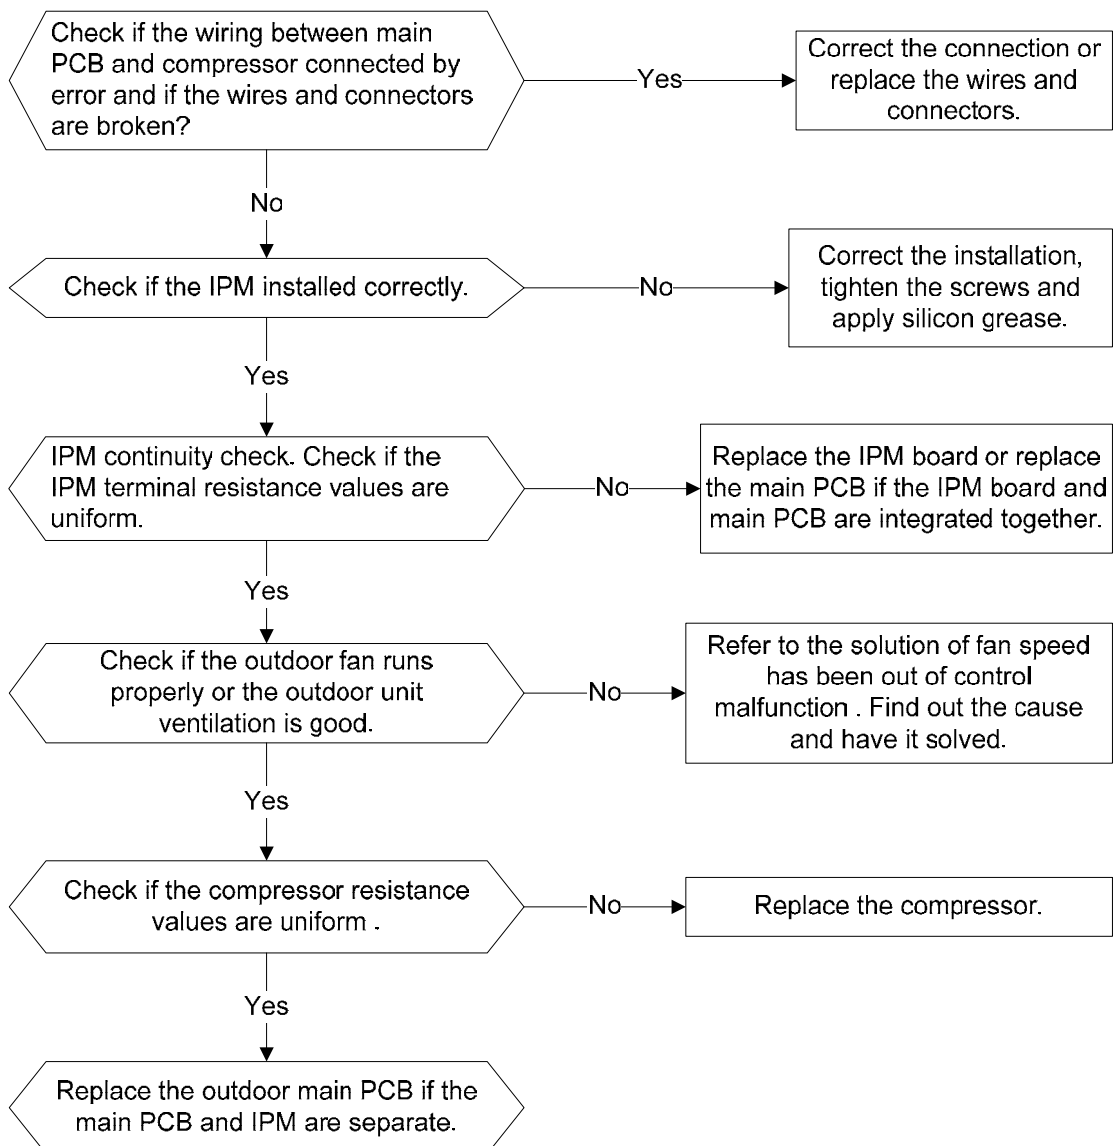 Check if the wiring between main
PCB and compressor connected by
error and if the wires and connectors
are broken?
Yes
Correct the connection or
replace the wires and
connectors.
No
Check if the IPM installed correctly.
No
Correct the installation,
tighten the screws and
apply silicon grease.
Yes
IPM continuity check. Check if the
IPM terminal resistance values are
uniform.
No
Replace the IPM board or replace
the main PCB if the IPM board and
main PCB are integrated together.
Yes
Check if the outdoor fan runs
properly or the outdoor unit
ventilation is good.
No
Refer to the solution of fan speed
has been out of control
malfunction . Find out the cause
and have it solved.
Yes
Check if the compressor resistance
values are uniform .
No
Replace the compressor.
Yes
Replace the outdoor main PCB if the
main PCB and IPM are separate.